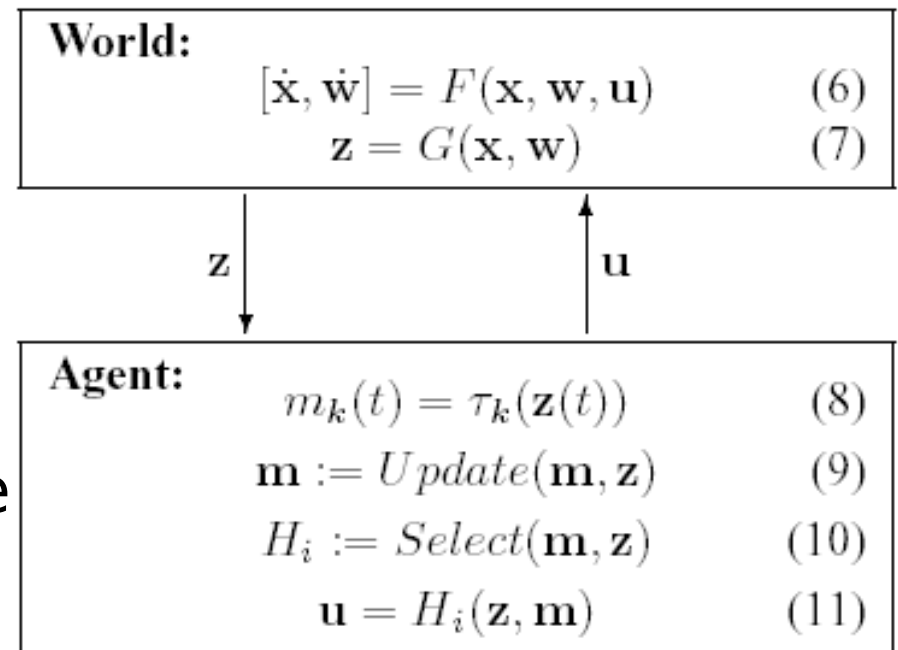 World:
[ẋ, ẇ] = F(x, w, u) (6)
z = G(x, w) (7)
z u
Agent:
m_k(t) = τ_k(z(t)) (8)
e
m := Update(m, z) (9)
H_i := Select(m, z) (10)
u = H_i(z, m) (11)